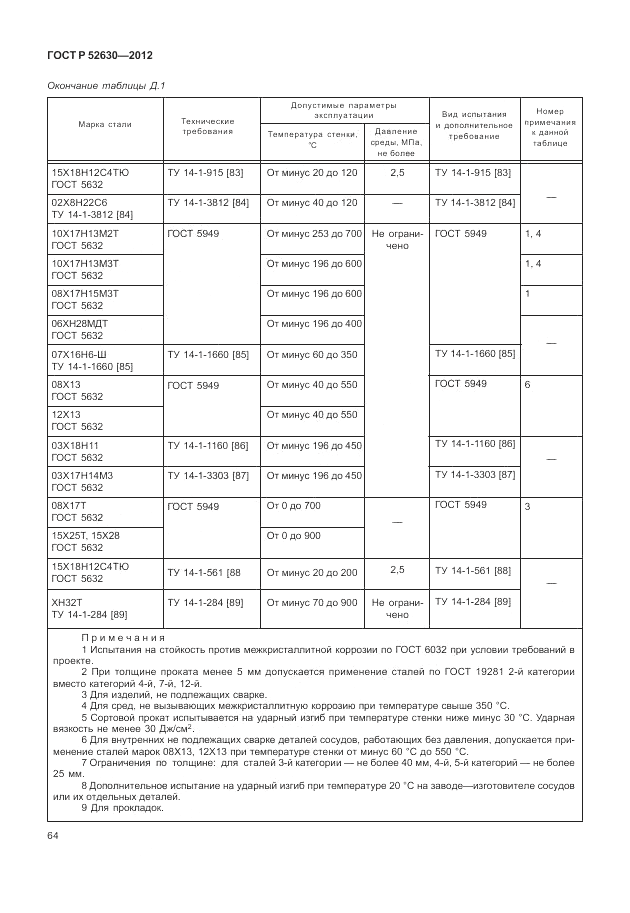 ГОСТ Р 52630—2012
Окончание таблицы Д.1
Марка стали
Технические
требования
Допустимые параметры
эксплуатации
Температура стенки,
°С
Давление
среды, МПа,
не более
Вид испытания
и дополнительное
требование
Номер
примечания
к данной
таблице
15Х18Н12С4ТЮ
ГОСТ 5632
ТУ 14-1-915 [83]
От минус 20 до 120
2,5
ТУ 14-1-915 [83]
—
02Х8Н22С6
ТУ 14-1-3812 [84]
ТУ 14-1-3812 [84]
От минус 40 до 120
—
ТУ 14-1-3812 [84]
10Х17Н13М2Т
ГОСТ 5632
ГОСТ 5949
От минус 253 до 700
Не ограни-
чено
ГОСТ 5949
1, 4
10Х17Н13М3Т
ГОСТ 5632
От минус 196 до 600
1, 4
08Х17Н15М3Т
ГОСТ 5632
От минус 196 до 600
1
06ХН28МДТ
ГОСТ 5632
От минус 196 до 400
—
07Х16Н6-Ш
ТУ 14-1-1660 [85]
ТУ 14-1-1660 [85]
От минус 60 до 350
ТУ 14-1-1660 [85]
08Х13
ГОСТ 5632
ГОСТ 5949
От минус 40 до 550
ГОСТ 5949
6
12Х13
ГОСТ 5632
От минус 40 до 550
03Х18Н11
ГОСТ 5632
ТУ 14-1-1160 [86]
От минус 196 до 450
ТУ 14-1-1160 [86]
—
03Х17Н14М3
ГОСТ 5632
ТУ 14-1-3303 [87]
От минус 196 до 450
ТУ 14-1-3303 [87]
08Х17Т
ГОСТ 5632
ГОСТ 5949
От 0 до 700
—
ГОСТ 5949
3
15Х25Т, 15Х28
ГОСТ 5632
От 0 до 900
15Х18Н12С4ТЮ
ГОСТ 5632
ТУ 14-1-561 [88
От минус 20 до 200
2,5
ТУ 14-1-561 [88]
—
ХН32Т
ТУ 14-1-284 [89]
ТУ 14-1-284 [89]
От минус 70 до 900
Не ограни-
чено
ТУ 14-1-284 [89]
Примечания
1 Испытания на стойкость против межкристаллитной коррозии по ГОСТ 6032 при условии требований в
проекте.
2 При толщине проката менее 5 мм допускается применение сталей по ГОСТ 19281 2-й категории
вместо категорий 4-й, 7-й, 12-й.
3 Для изделий, не подлежащих сварке.
4 Для сред, не вызывающих межкристаллитную коррозию при температуре свыше 350 °С.
5 Сортовой прокат испытывается на ударный изгиб при температуре стенки ниже минус 30 °С. Ударная
вязкость не менее 30 Дж/см².
6 Для внутренних не подлежащих сварке деталей сосудов, работающих без давления, допускается при-
менение сталей марок 08Х13, 12Х13 при температуре стенки от минус 60 °С до 550 °С.
7 Ограничения по толщине: для сталей 3-й категории — не более 40 мм, 4-й, 5-й категорий — не более
25 мм.
8 Дополнительное испытание на ударный изгиб при температуре 20 °С на заводе—изготовителе сосудов
или их отдельных деталей.
9 Для прокладок.
64